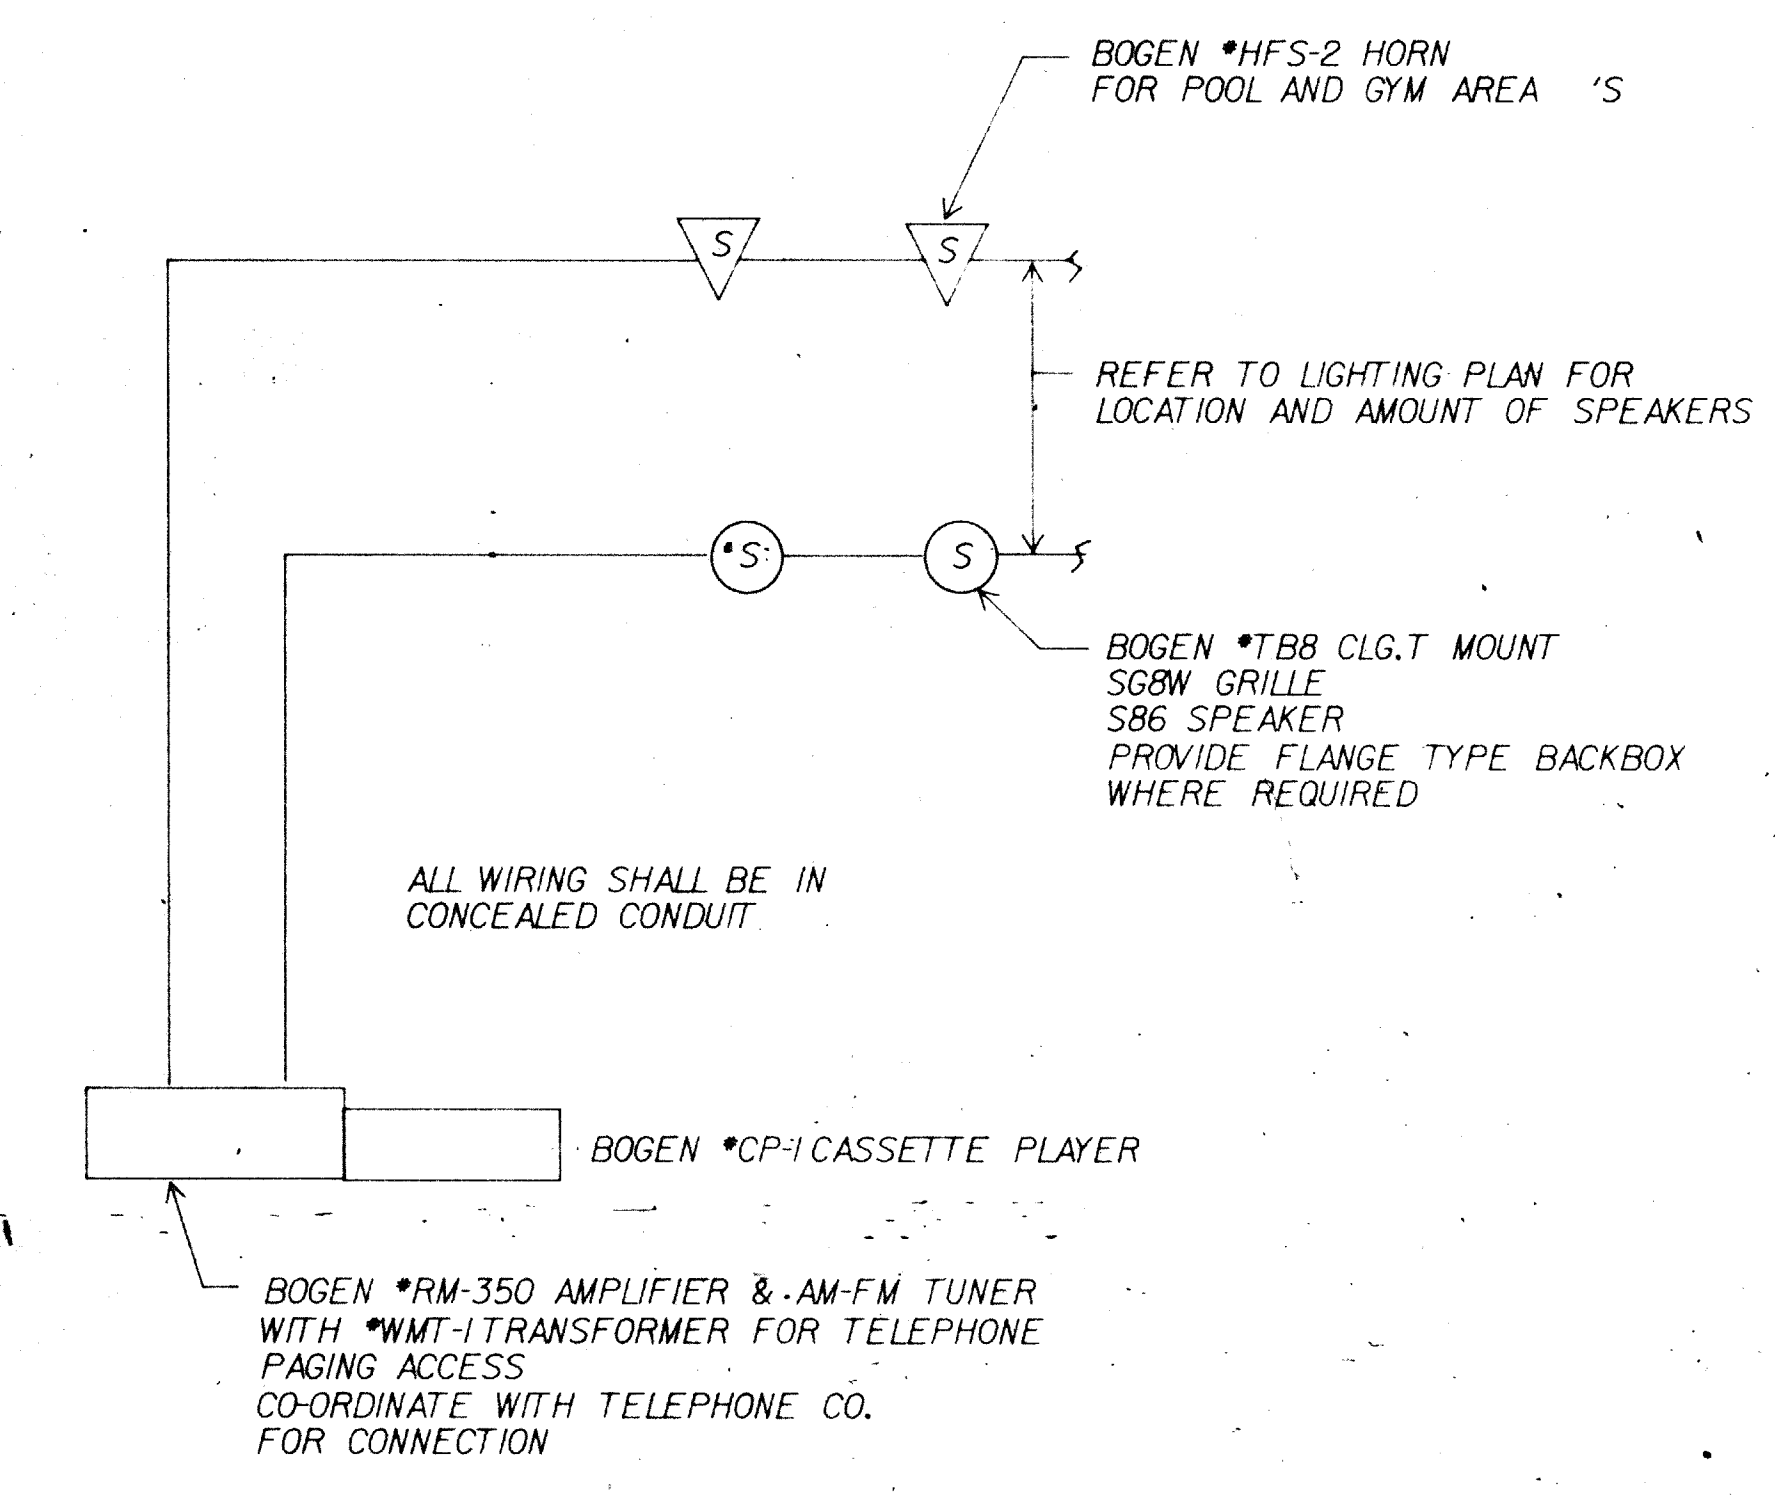 BOGEN #HFS-2 HORN
FOR POOL AND GYM AREA 'S
S
S
REFER TO LIGHTING PLAN FOR
LOCATION AND AMOUNT OF SPEAKERS
S
S
BOGEN #TB8 CLG.T MOUNT
SG8W GRILLE
S86 SPEAKER
PROVIDE FLANGE TYPE BACKBOX
WHERE REQUIRED
ALL WIRING SHALL BE IN
CONCEALED CONDUIT
BOGEN #CP-1 CASSETTE PLAYER
BOGEN #RM-350 AMPLIFIER & AM-FM TUNER
WITH #WMT-1 TRANSFORMER FOR TELEPHONE
PAGING ACCESS
CO-ORDINATE WITH TELEPHONE CO.
FOR CONNECTION